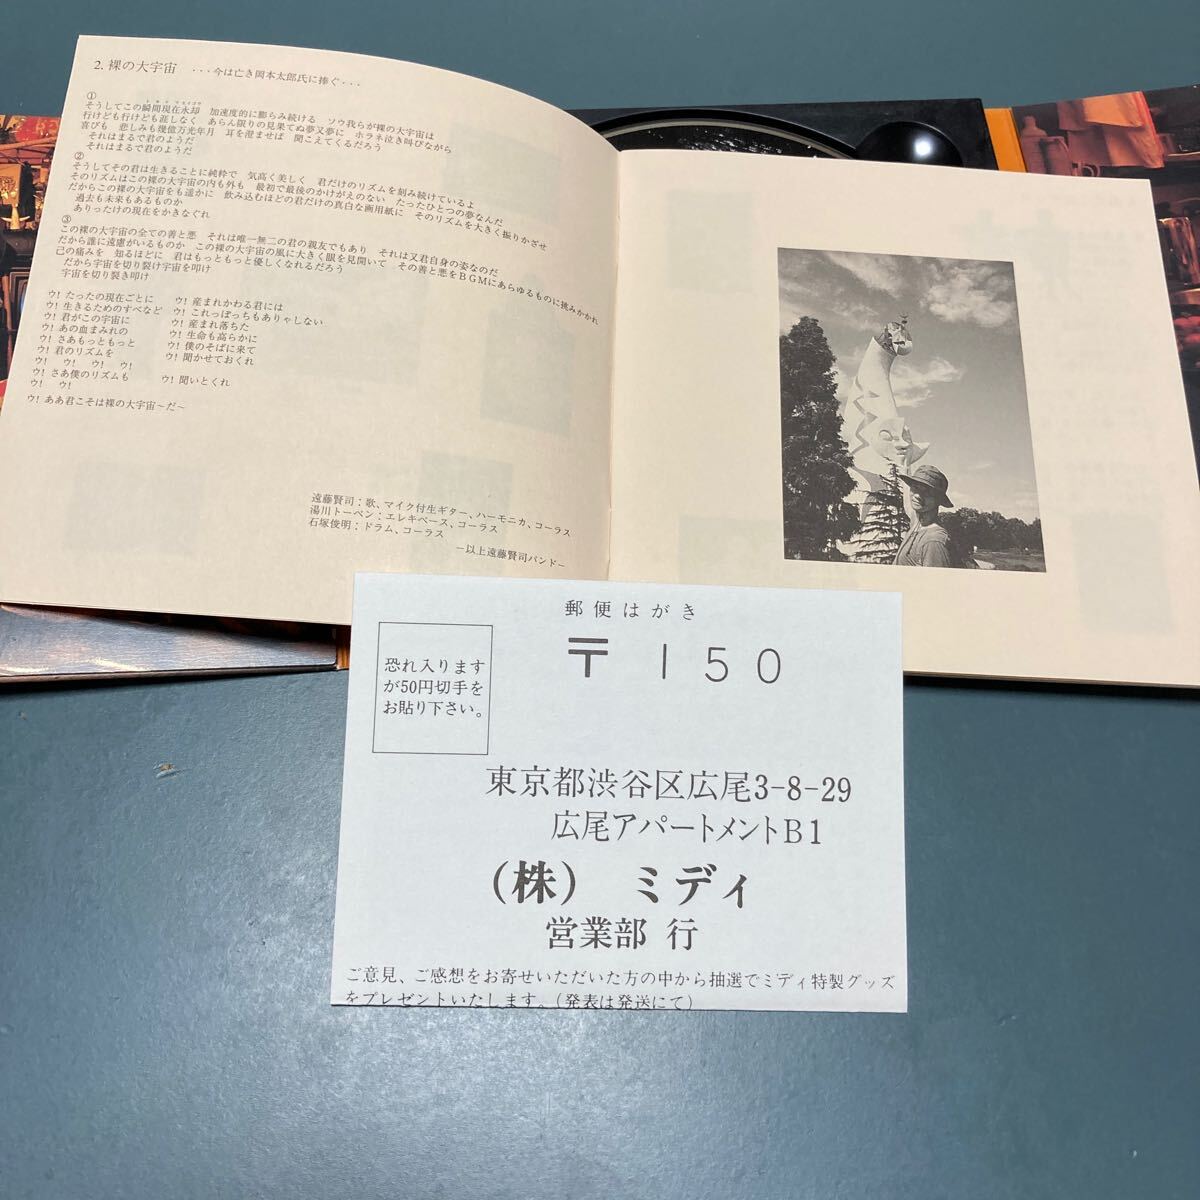 2. 裸の大宇宙 ・・・今は亡き岡本太郎氏に捧ぐ・・・
①
そうしてこの瞬間現在永却 加速度的に膨らみ続ける ソウ我らが裸の大宇宙は
行けども行けども涯しなく あらん限りの見果てぬ夢又夢に ホラネ泣き叫びながら
喜びも 悲しみも幾億万光年月 耳を澄ませば 聞こえてくるだろう
それはまるで君のようだ
それはまるで君のようだ
②
そうしてその君は生きることに純粋で 気高く美しく 君だけのリズムを刻み続けているよ
そのリズムはこの裸の大宇宙の内も外も 最初で最後のかけがえのない たったひとつの夢なんだ
だからこの裸の大宇宙をも遥かに 飲み込むほどの君だけの真白な画用紙に そのリズムを大きく振りかざせ
過去も未来もあるものか
ありったけの現在をかきなぐれ
③
この裸の大宇宙の全ての善と悪 それは唯一無二の君の親友でもあり それは又君自身の姿なのだ
だから誰に遠慮がいるものか この裸の大宇宙の風に大きく眼を見開いて その善と悪をＢＧＭにあらゆるものに挑みかかれ
己の痛みを 知るほどに 君はもっともっと優しくなれるだろう
だから宇宙を切り裂け宇宙を叩け
宇宙を切り裂き叩け
ウ! たったの現在ごとに ウ! 産まれかわる君には
ウ! 生きるためのすべなど ウ! これっぽっちもありゃしない
ウ! 君がこの宇宙に ウ! 産まれ落ちた
ウ! あの血まみれの ウ! 生命も高らかに
ウ! さあもっともっと ウ! 僕のそばに来て
ウ! 君のリズムを ウ! 聞かせておくれ
ウ! ウ! ウ! ウ!
ウ! さあ僕のリズムも ウ! 聞いとくれ
ウ! ウ!
ウ! ああ君こそは裸の大宇宙～だ～
遠藤賢司：歌、マイク付生ギター、ハーモニカ、コーラス
湯川トーベン：エレキベース、コーラス
石塚俊明：ドラム、コーラス
－以上遠藤賢司バンド－
郵便はがき
恐れ入ります
が50円切手を
お貼り下さい。
〒150
東京都渋谷区広尾3-8-29
広尾アパートメントB1
(株) ミディ
営業部 行
ご意見、ご感想をお寄せいただいた方の中から抽選でミディ特製グッズ
をプレゼントいたします。(発表は発送にて)